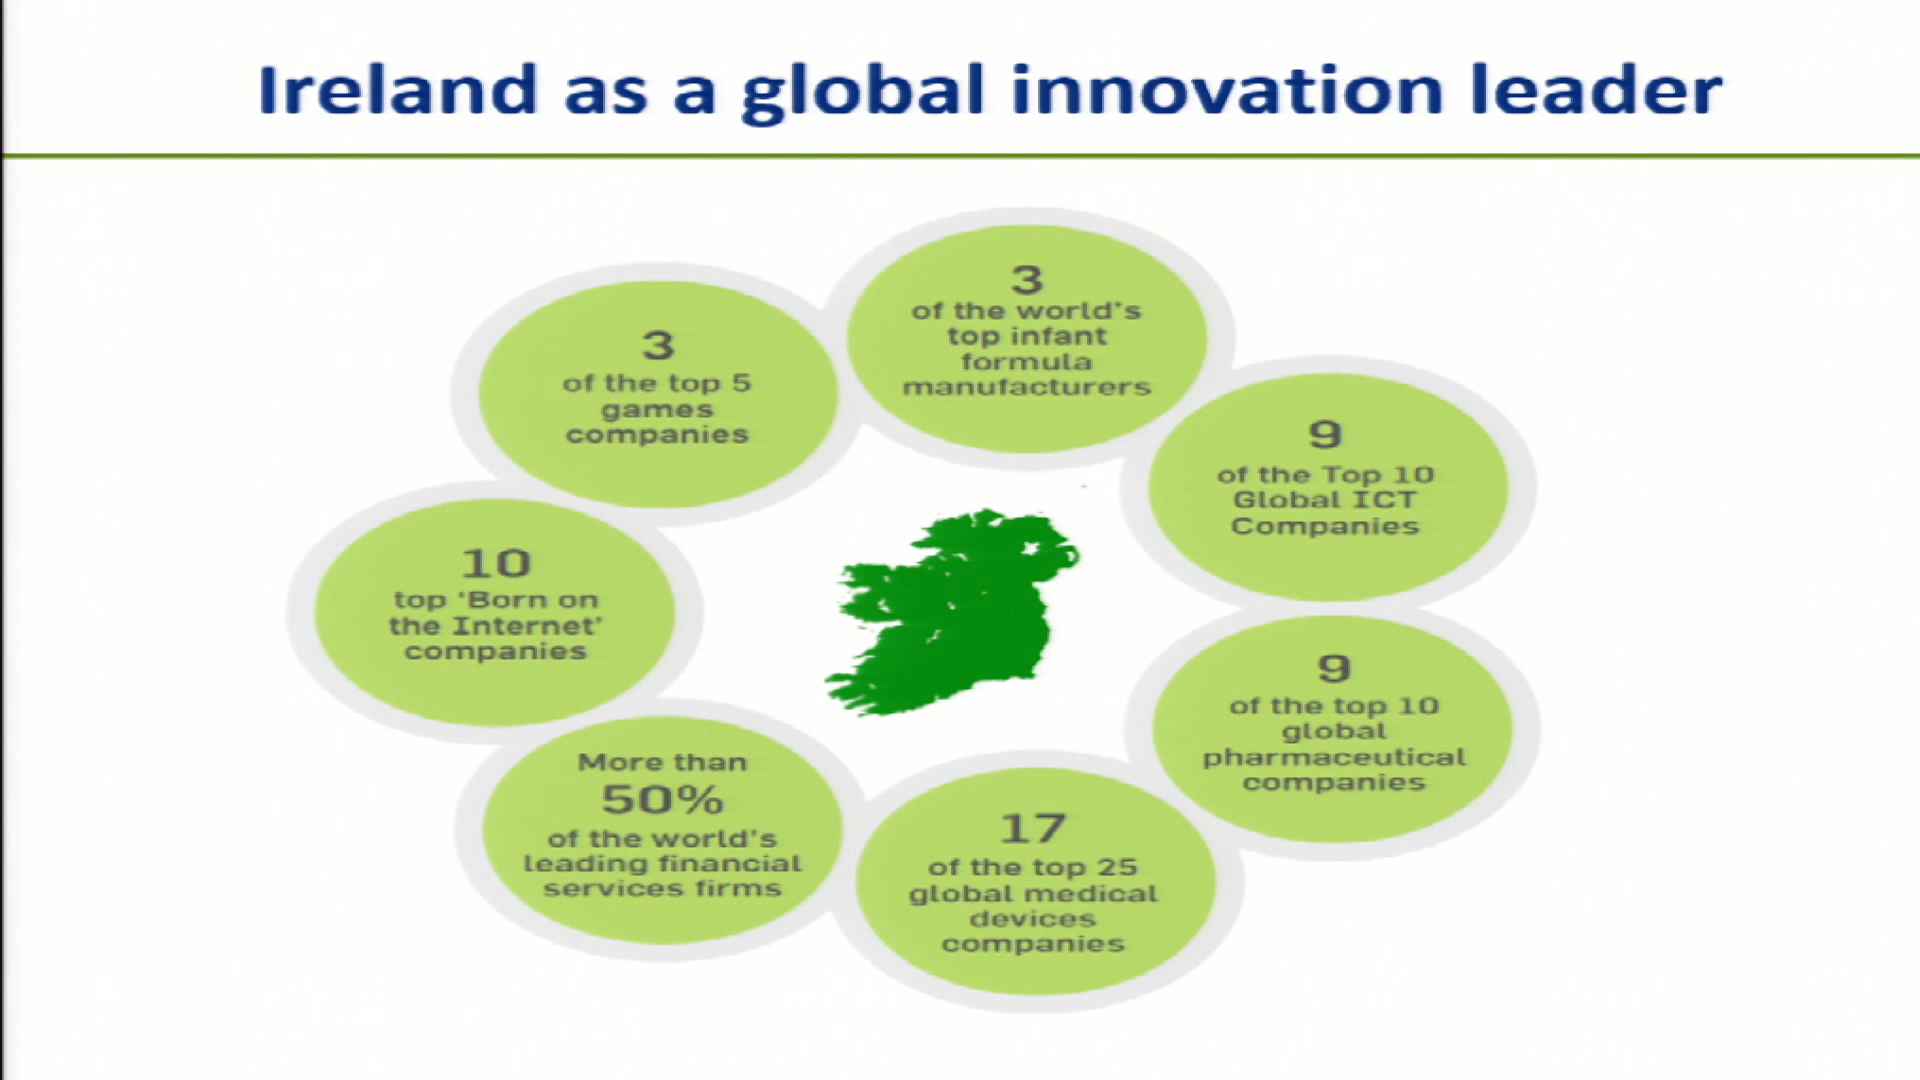 Ireland as a global innovation leader
3
of the world's
top infant
formula
manufacturers
9
of the Top 10
Global ICT
Companies
9
of the top 10
global
pharmaceutical
companies
17
of the top 25
global medical
devices
companies
More than
50%
of the world's
leading financial
services firms
10
top ‘Born on
the Internet’
companies
3
of the top 5
games
companies